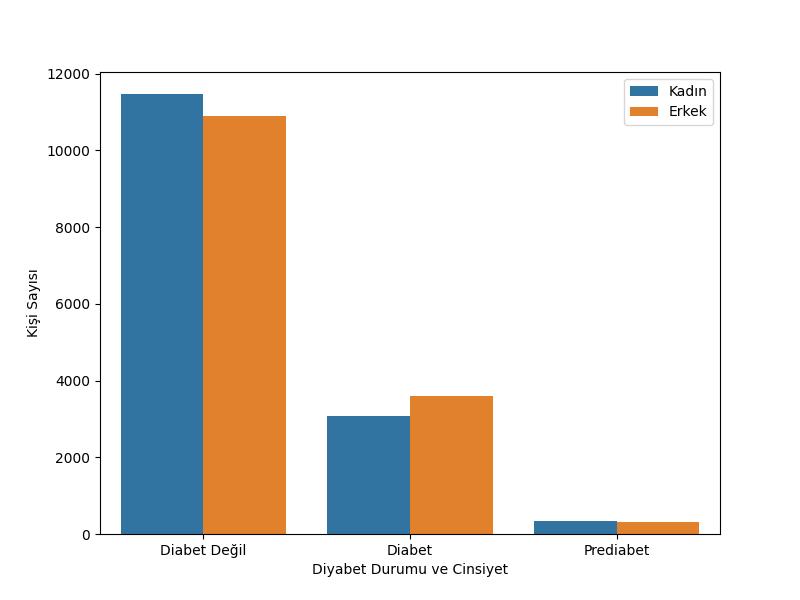 Kadın
Erkek
12000
10000
8000
6000
4000
2000
0
Kişi Sayısı
Diabet Değil
Diabet
Prediabet
Diyabet Durumu ve Cinsiyet